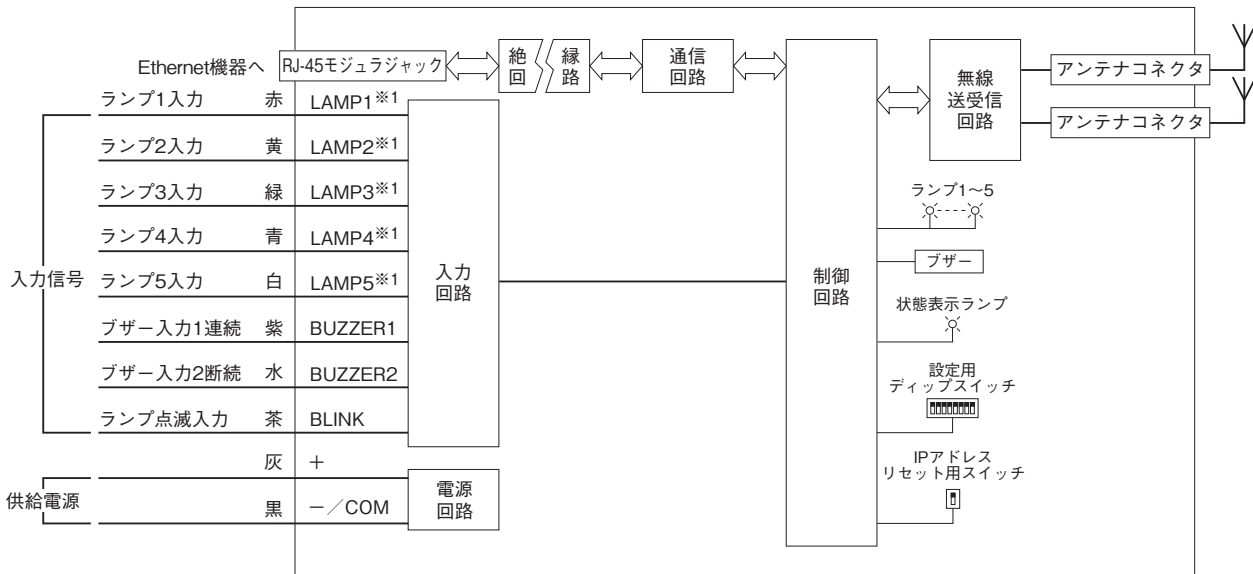 Ethernet機器へ
RJ-45モジュラジャック
絶縁
回路
通信
回路
無線
送受信
回路
アンテナコネクタ
アンテナコネクタ
入力信号
ランプ1入力 赤 LAMP1※1
ランプ2入力 黄 LAMP2※1
ランプ3入力 緑 LAMP3※1
ランプ4入力 青 LAMP4※1
ランプ5入力 白 LAMP5※1
ブザー入力1連続 紫 BUZZER1
ブザー入力2断続 水 BUZZER2
ランプ点滅入力 茶 BLINK
入力
回路
供給電源
灰 +
黒 −/COM
電源
回路
制御
回路
ランプ1～5
ブザー
状態表示ランプ
設定用
ディップスイッチ
IPアドレス
リセット用スイッチ